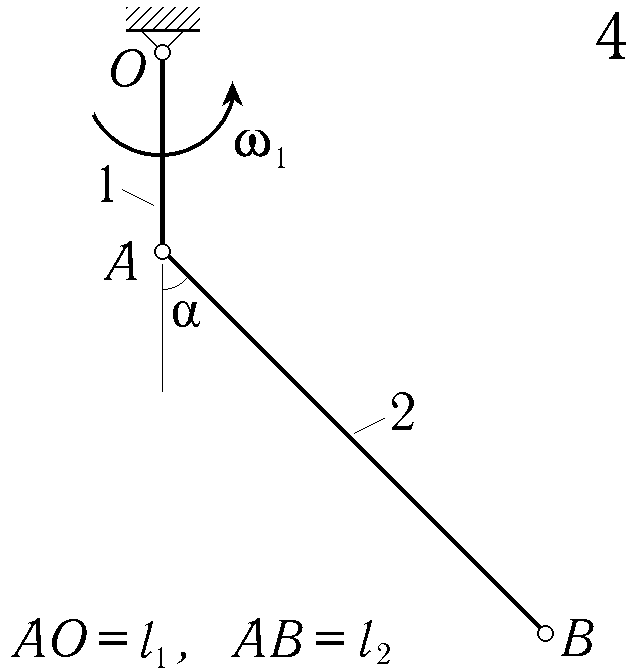 4
O
ω₁
1
A
α
2
B
AO = l₁, AB = l₂